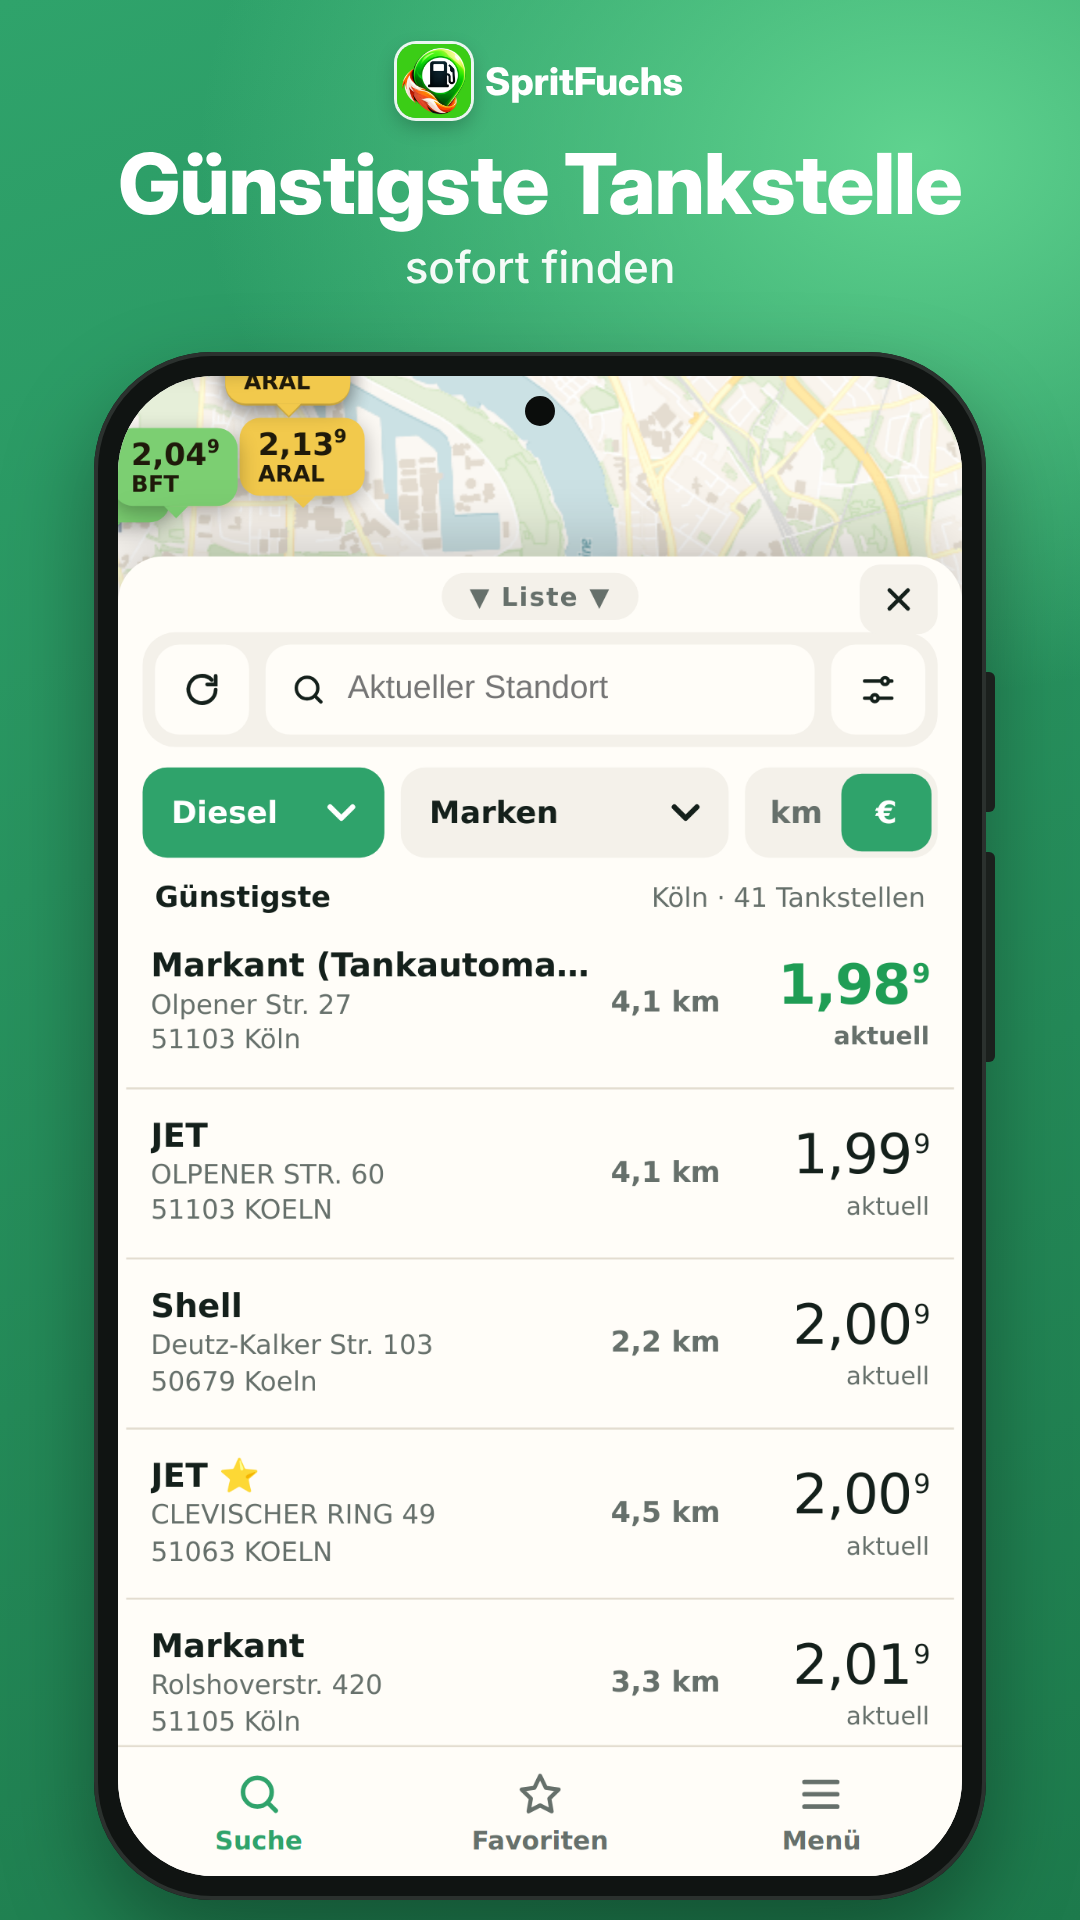 SpritFuchs
Günstigste Tankstelle
sofort finden
ARAL
2,04⁹
BFT
2,13⁹
ARAL
▼ Liste ▼
Aktueller Standort
Diesel
Marken
km
€
Günstigste
Köln · 41 Tankstellen
Markant (Tankautoma...
Olpener Str. 27
51103 Köln
4,1 km
1,98⁹
aktuell
JET
OLPENER STR. 60
51103 KOELN
4,1 km
1,99⁹
aktuell
Shell
Deutz-Kalker Str. 103
50679 Koeln
2,2 km
2,00⁹
aktuell
JET ⭐
CLEVISCHER RING 49
51063 KOELN
4,5 km
2,00⁹
aktuell
Markant
Rolshoverstr. 420
51105 Köln
3,3 km
2,01⁹
aktuell
Suche
Favoriten
Menü